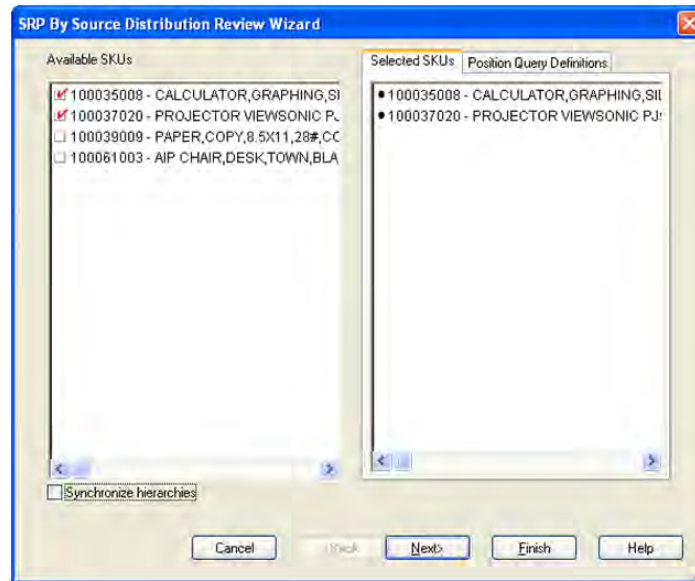 SRP By Source Distribution Review Wizard
Available SKUs
100035008 - CALCULATOR,GRAPHING,SI
100037020 - PROJECTOR VIEWSONIC PJ
100039009 - PAPER,COPY,8.5X11,28#,CC
100061003 - AIP CHAIR,DESK,TOWN,BLA
Synchronize hierarchies
Selected SKUs
Position Query Definitions
100035008 - CALCULATOR,GRAPHING,SIL
100037020 - PROJECTOR VIEWSONIC PJ
Cancel
<Back
Next>
Finish
Help